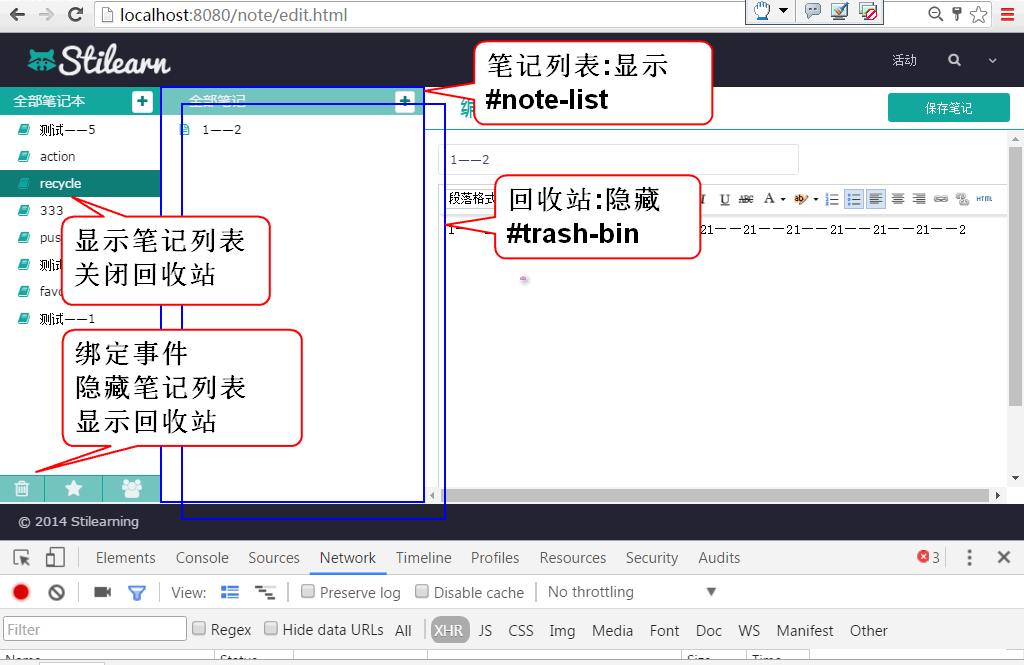 localhost:8080/note/edit.html
Stilearn
活动
全部笔记本
全部笔记
编
保存笔记
笔记列表:显示
#note-list
测试——5
1——2
1——2
action
recycle
段落格式
HTML
回收站:隐藏
#trash-bin
333
21——21——21——21——21——21——2
显示笔记列表
关闭回收站
测试——1
绑定事件
隐藏笔记列表
显示回收站
© 2014 Stilearning
Elements Console Sources Network Timeline Profiles Resources Security Audits 3
View: Preserve log Disable cache No throttling
Filter Regex Hide data URLs All XHR JS CSS Img Media Font Doc WS Manifest Other
Name Status Size Time